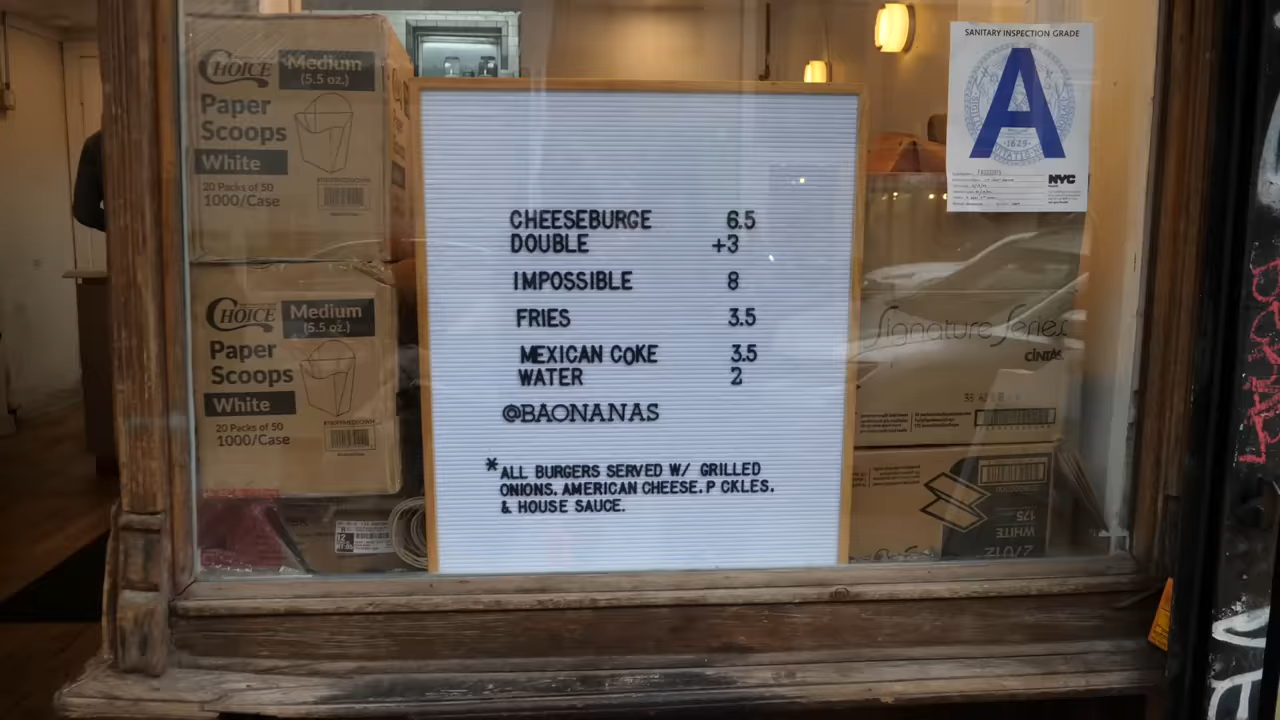 CHOICE
Medium
(5.5 oz.)
Paper
Scoops
White
20 Packs of 50
1000/Case
CHOICE
Medium
(5.5 oz.)
Paper
Scoops
White
20 Packs of 50
1000/Case
CHEESEBURGE 6.5
DOUBLE +3
IMPOSSIBLE 8
FRIES 3.5
MEXICAN COKE 3.5
WATER 2
@BAONANAS
*ALL BURGERS SERVED W/ GRILLED
ONIONS. AMERICAN CHEESE. P CKLES.
& HOUSE SAUCE.
SANITARY INSPECTION GRADE
A
1625
NYC
Signature Series
CINTAS
WHITE